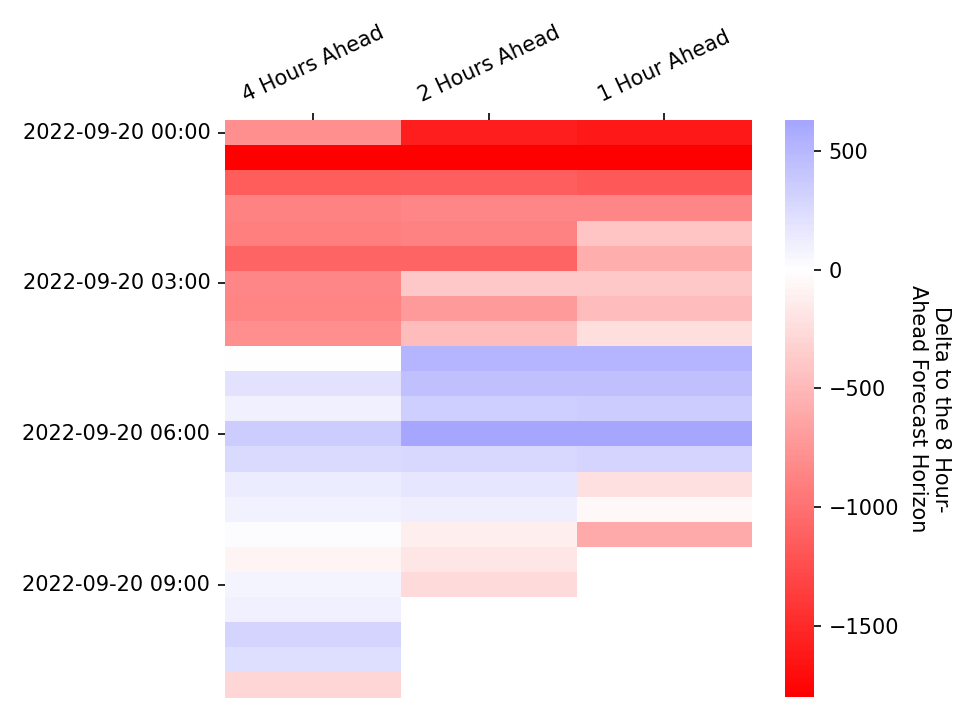 4 Hours Ahead
2 Hours Ahead
1 Hour Ahead
2022-09-20 00:00
2022-09-20 03:00
2022-09-20 06:00
2022-09-20 09:00
500
0
−500
−1000
−1500
Delta to the 8 Hour-
Ahead Forecast Horizon